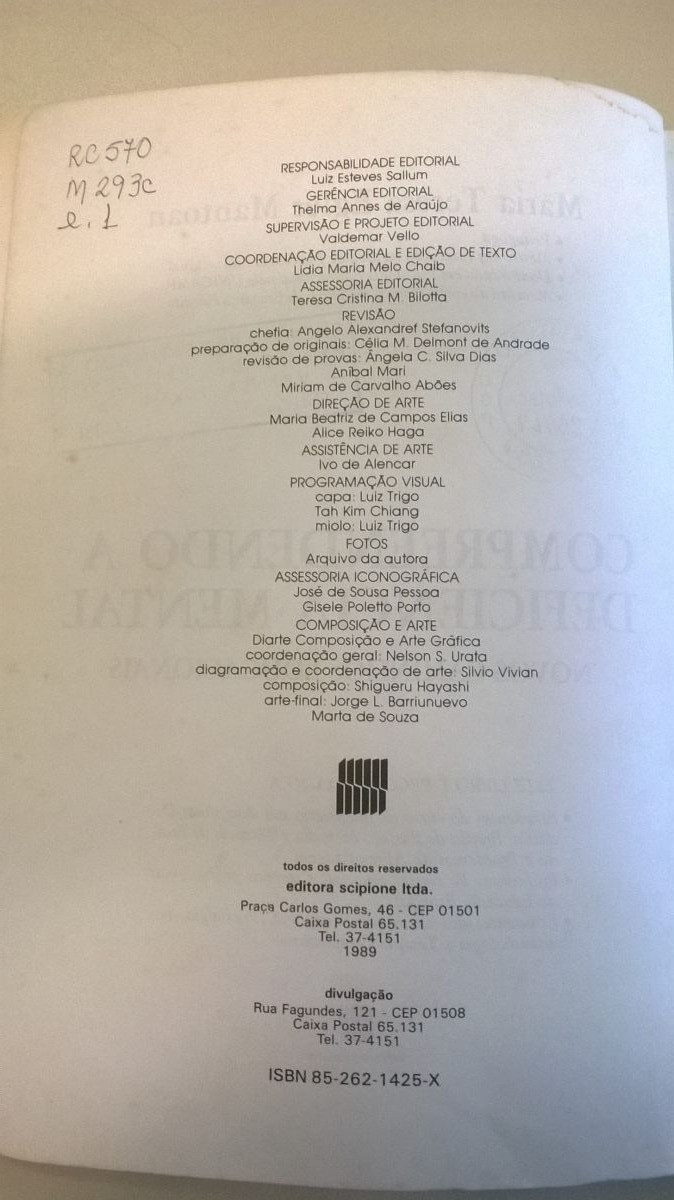 RC 570
M 293c
e. 1
RESPONSABILIDADE EDITORIAL
Luiz Esteves Sallum
GERÊNCIA EDITORIAL
Thelma Annes de Araújo
SUPERVISÃO E PROJETO EDITORIAL
Valdemar Vello
COORDENAÇÃO EDITORIAL E EDIÇÃO DE TEXTO
Lidia Maria Melo Chaib
ASSESSORIA EDITORIAL
Teresa Cristina M. Bilotta
REVISÃO
chefia: Angelo Alexandref Stefanovits
preparação de originais: Célia M. Delmont de Andrade
revisão de provas: Ângela C. Silva Dias
Aníbal Mari
Miriam de Carvalho Abões
DIREÇÃO DE ARTE
Maria Beatriz de Campos Elias
Alice Reiko Haga
ASSISTÊNCIA DE ARTE
Ivo de Alencar
PROGRAMAÇÃO VISUAL
capa: Luiz Trigo
Tah Kim Chiang
miolo: Luiz Trigo
FOTOS
Arquivo da autora
ASSESSORIA ICONOGRÁFICA
José de Sousa Pessoa
Gisele Poletto Porto
COMPOSIÇÃO E ARTE
Diarte Composição e Arte Gráfica
coordenação geral: Nelson S. Urata
diagramação e coordenação de arte: Silvio Vivian
composição: Shigueru Hayashi
arte-final: Jorge L. Barriunuevo
Marta de Souza
todos os direitos reservados
editora scipione ltda.
Praça Carlos Gomes, 46 - CEP 01501
Caixa Postal 65.131
Tel. 37-4151
1989
divulgação
Rua Fagundes, 121 - CEP 01508
Caixa Postal 65.131
Tel. 37-4151
ISBN 85-262-1425-X